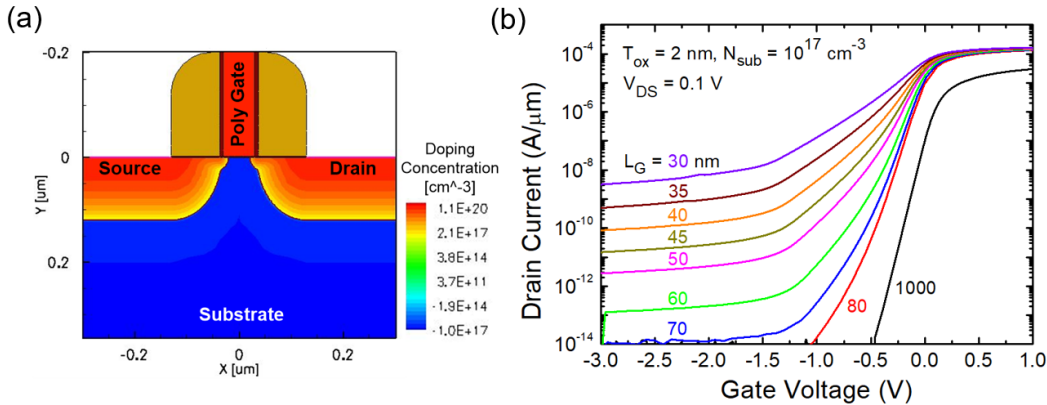 (a)
-0.2
0
0.2
Y [um]
Poly Gate
Source
Drain
Substrate
-0.2
0
0.2
X [um]
Doping
Concentration
[cm^-3]
1.1E+20
2.1E+17
3.8E+14
3.7E+11
-1.9E+14
-1.0E+17
(b)
Drain Current (A/μm)
10⁻⁴
10⁻⁶
10⁻⁸
10⁻¹⁰
10⁻¹²
10⁻¹⁴
T_ox = 2 nm, N_sub = 10¹⁷ cm⁻³
V_DS = 0.1 V
L_G = 30 nm
35
40
45
50
60
70
80
1000
-3.0 -2.5 -2.0 -1.5 -1.0 -0.5 0.0 0.5 1.0
Gate Voltage (V)